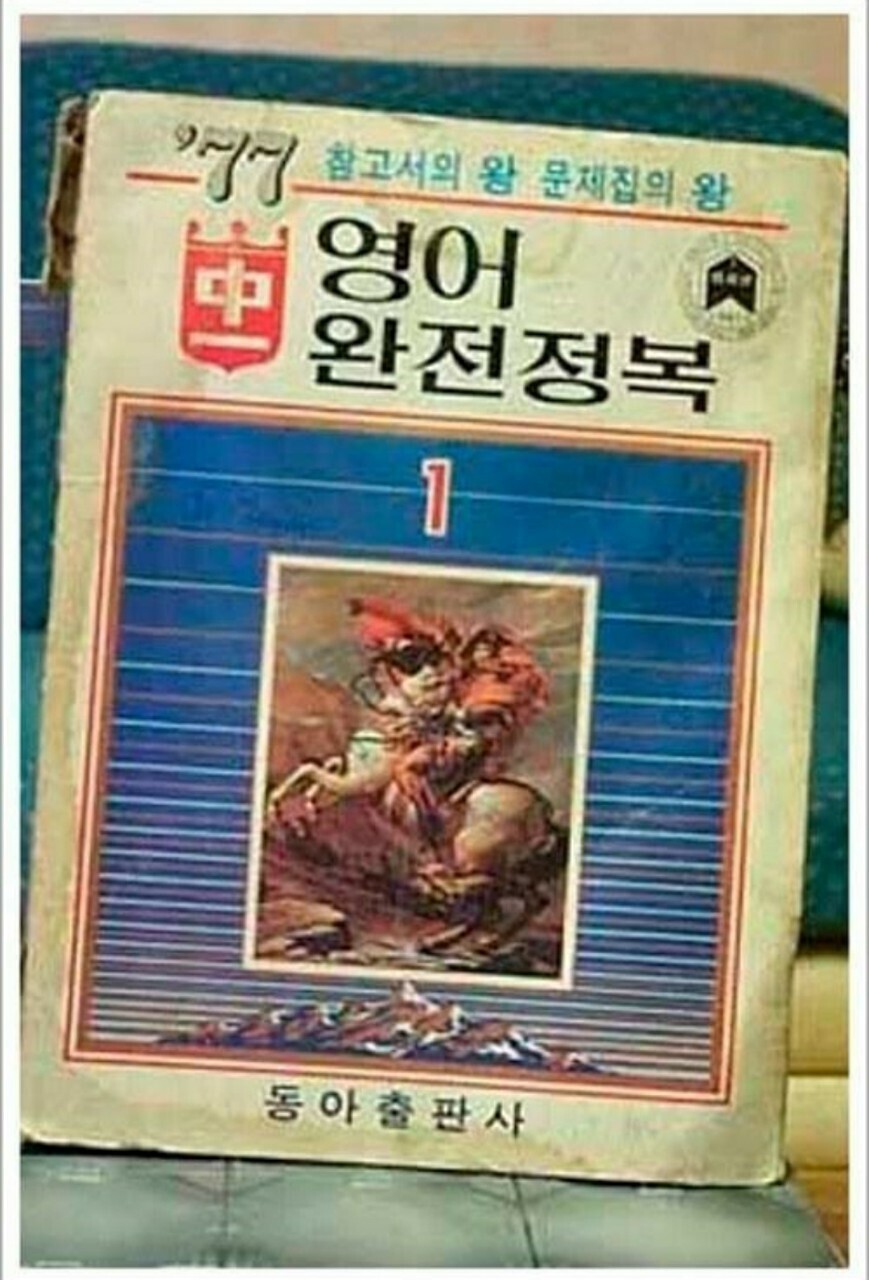 '77 참고서의 왕 문제집의 왕
中
一
영어
완전정복
1
동아출판사